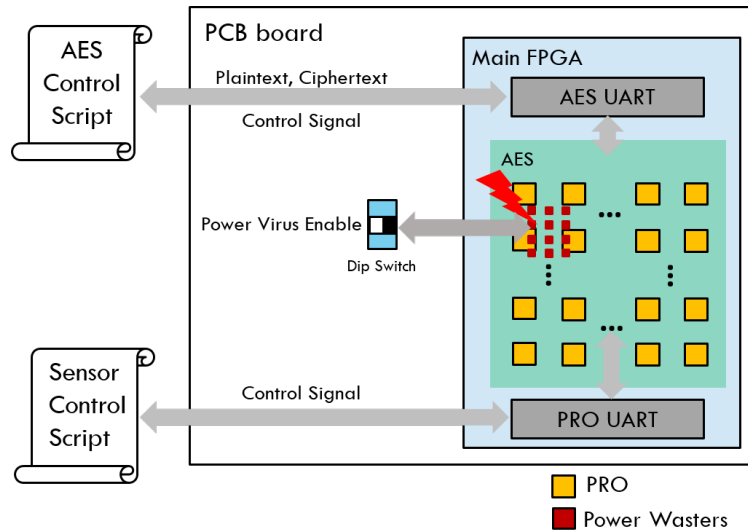 PCB board
AES
Control
Script
Main FPGA
Plaintext, Ciphertext
AES UART
Control Signal
AES
Power Virus Enable
Dip Switch
Sensor
Control
Script
Control Signal
PRO UART
PRO
Power Wasters